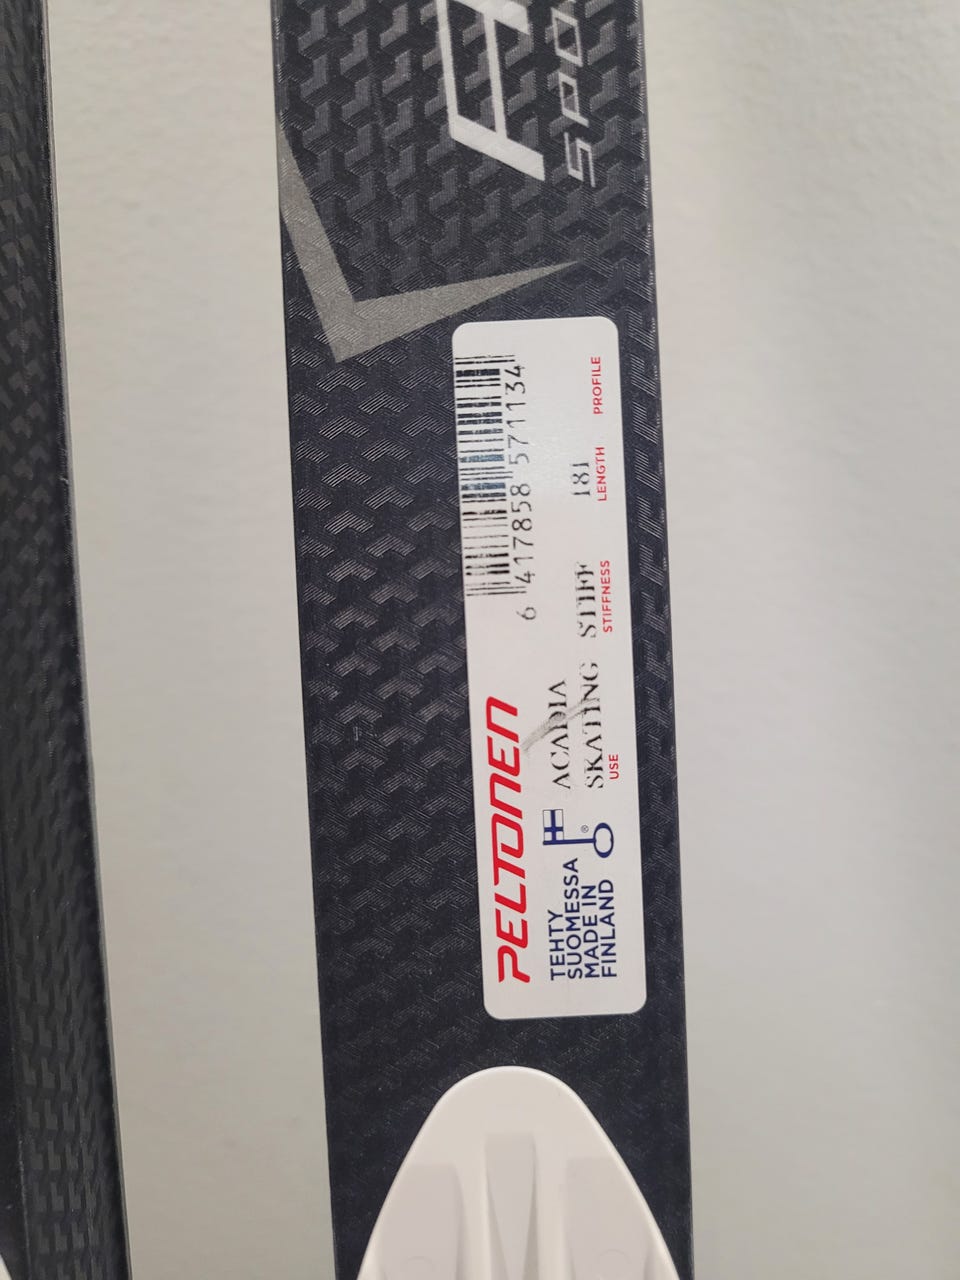 A
SPO
PELTONEN
6 417858 571134
TEHTY
SUOMESSA
MADE IN
FINLAND
®
ACADIA
SKATING STIFF 181
USE STIFFNESS LENGTH PROFILE